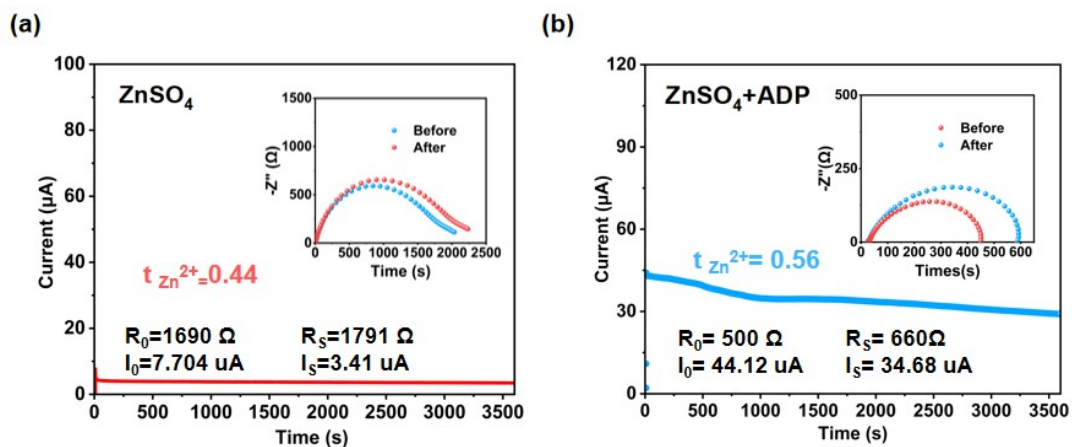 (a)
100
80
60
40
20
0
Current (µA)
ZnSO₄
1500
1000
500
0
-Z'' (Ω)
Before
After
0 500 1000 1500 2000 2500
Time (s)
t Zn²⁺=0.44
R₀=1690 Ω RS=1791 Ω
I₀=7.704 uA IS=3.41 uA
0 500 1000 1500 2000 2500 3000 3500
Time (s)
(b)
120
90
60
30
0
Current (µA)
ZnSO₄+ADP
500
250
0
-Z''(Ω)
Before
After
0 100 200 300 400 500 600
Times(s)
t Zn²⁺= 0.56
R₀= 500 Ω RS= 660Ω
I₀= 44.12 uA IS= 34.68 uA
0 500 1000 1500 2000 2500 3000 3500
Time (s)